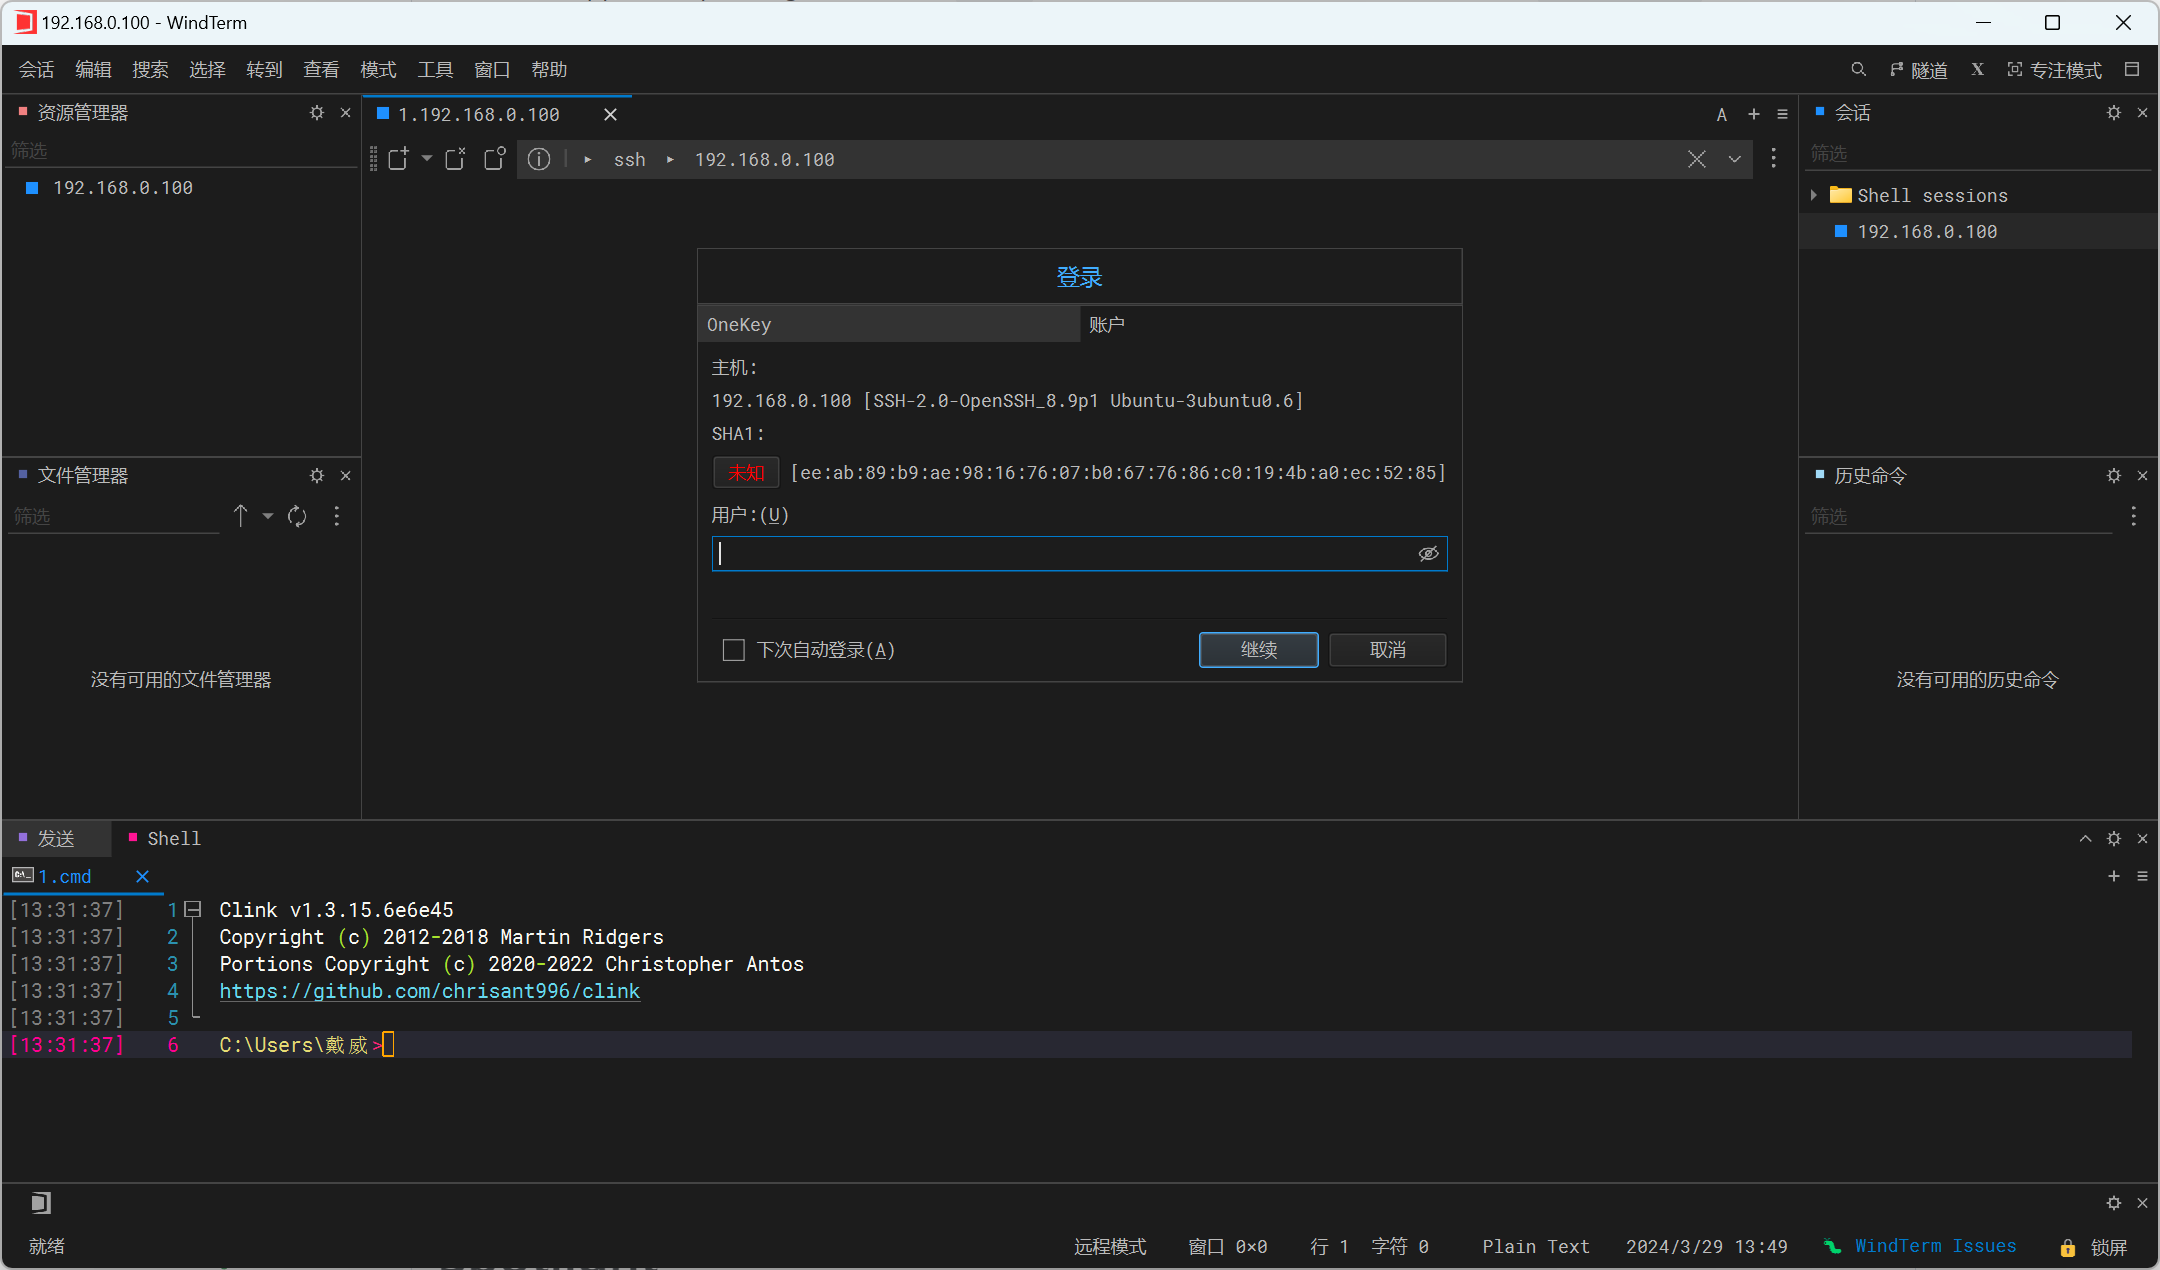 192.168.0.100 - WindTerm
会话 编辑 搜索 选择 转到 查看 模式 工具 窗口 帮助 隧道 X 专注模式
资源管理器
筛选
192.168.0.100
文件管理器
筛选
没有可用的文件管理器
1.192.168.0.100 A
ssh 192.168.0.100
登录
OneKey 账户
主机:
192.168.0.100 [SSH-2.0-OpenSSH_8.9p1 Ubuntu-3ubuntu0.6]
SHA1:
未知 [ee:ab:89:b9:ae:98:16:76:07:b0:67:76:86:c0:19:4b:a0:ec:52:85]
用户:(U)
下次自动登录(A) 继续 取消
会话
筛选
Shell sessions
192.168.0.100
历史命令
筛选
没有可用的历史命令
发送 Shell
1.cmd
[13:31:37] 1 Clink v1.3.15.6e6e45
[13:31:37] 2 Copyright (c) 2012-2018 Martin Ridgers
[13:31:37] 3 Portions Copyright (c) 2020-2022 Christopher Antos
[13:31:37] 4 https://github.com/chrisant996/clink
[13:31:37] 5
[13:31:37] 6 C:\Users\戴威>
就绪 远程模式 窗口 0×0 行 1 字符 0 Plain Text 2024/3/29 13:49 WindTerm Issues 锁屏